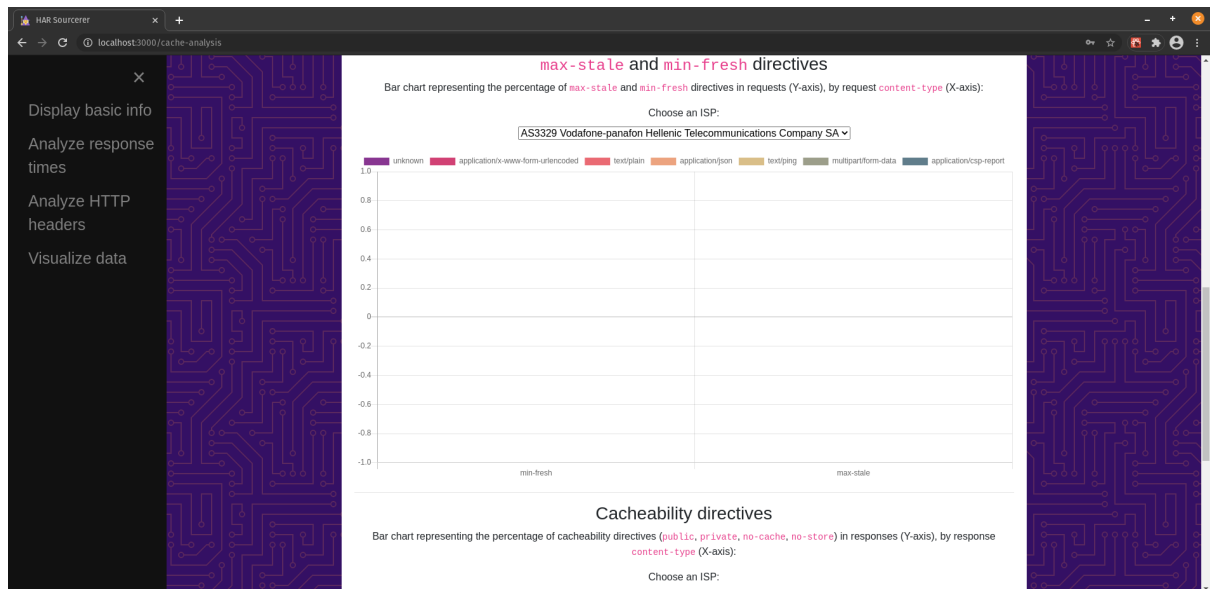 HAR Sourcerer
localhost:3000/cache-analysis
Display basic info
Analyze response
times
Analyze HTTP
headers
Visualize data
max-stale and min-fresh directives
Bar chart representing the percentage of max-stale and min-fresh directives in requests (Y-axis), by request content-type (X-axis):
Choose an ISP:
AS3329 Vodafone-panafon Hellenic Telecommunications Company SA
unknown application/x-www-form-urlencoded text/plain application/json text/ping multipart/form-data application/csp-report
1.0
0.8
0.6
0.4
0.2
0
-0.2
-0.4
-0.6
-0.8
-1.0
min-fresh max-stale
Cacheability directives
Bar chart representing the percentage of cacheability directives (public, private, no-cache, no-store) in responses (Y-axis), by response
content-type (X-axis):
Choose an ISP: